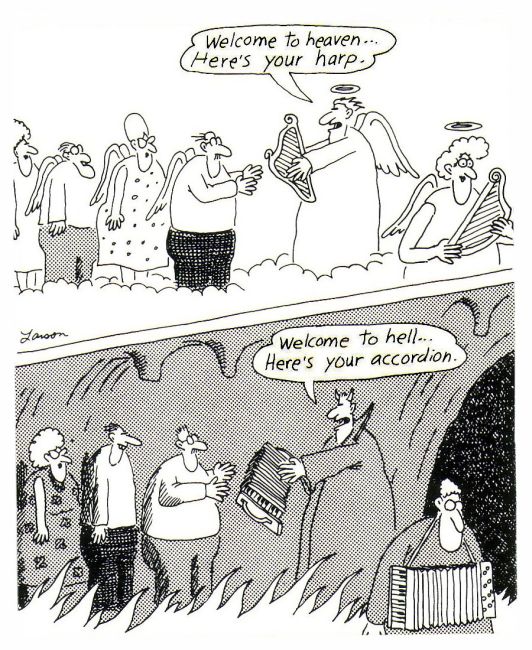 Welcome to heaven...
Here's your harp.
Larson
Welcome to hell...
Here's your accordion.